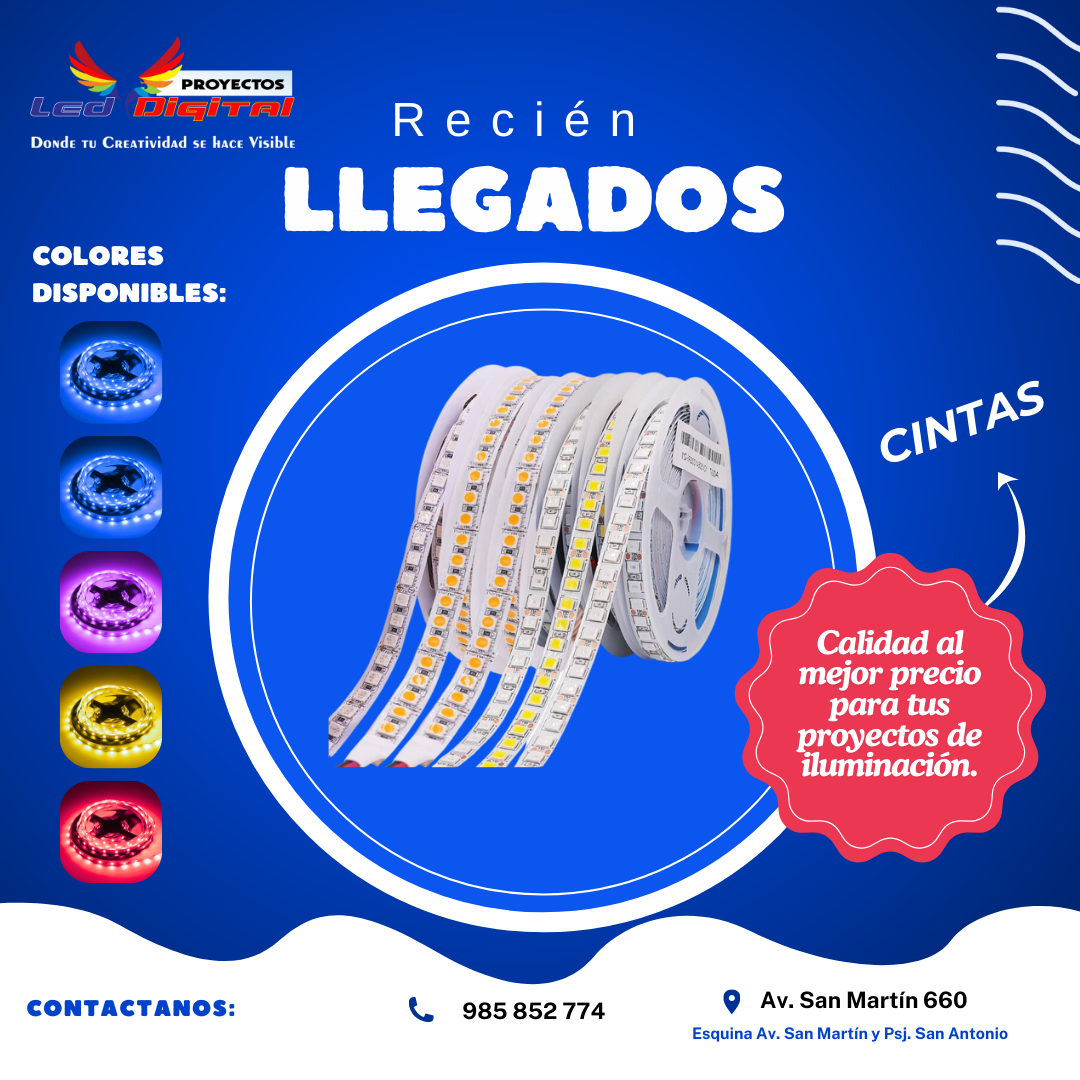 PROYECTOS
Led Digital
Donde tu Creatividad se hace Visible
Recién
LLEGADOS
COLORES
DISPONIBLES:
CINTAS
Calidad al
mejor precio
para tus
proyectos de
iluminación.
CONTACTANOS:
985 852 774
Av. San Martín 660
Esquina Av. San Martín y Psj. San Antonio